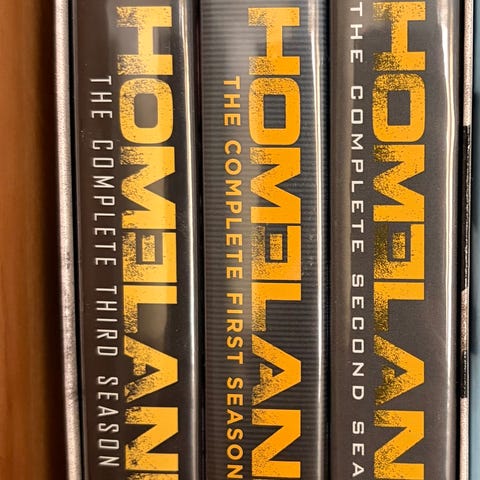 HOMELAN
THE COMPLETE THIRD SEASON
HOMELAN
THE COMPLETE FIRST SEASON
HOMELAN
THE COMPLETE SECOND SEA